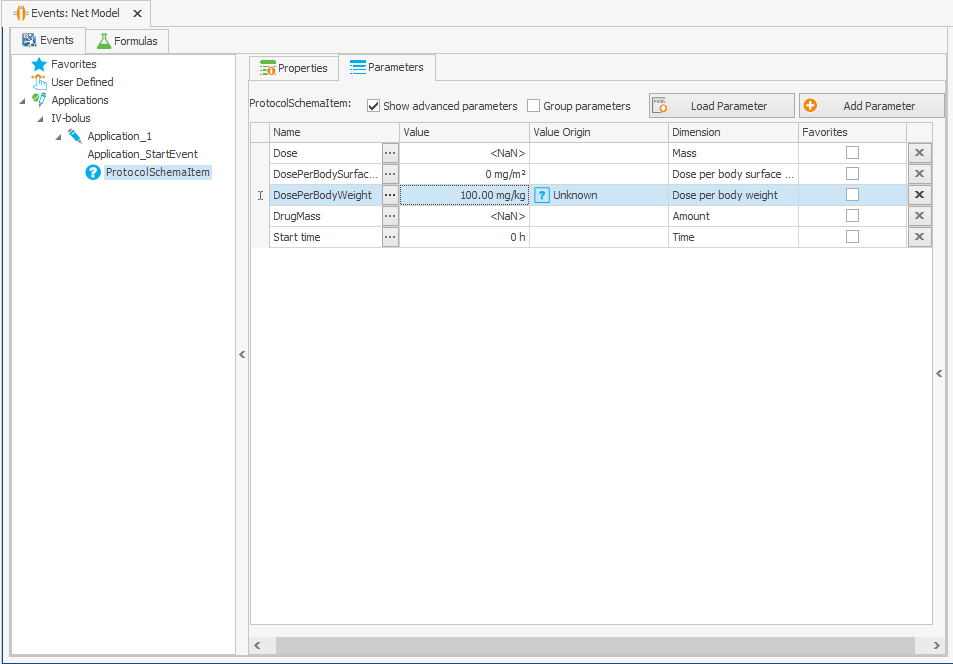 Events: Net Model
Events
Formulas
Favorites
User Defined
Applications
IV-bolus
Application_1
Application_StartEvent
ProtocolSchemaItem
Properties
Parameters
ProtocolSchemaItem:
Show advanced parameters
Group parameters
Load Parameter
Add Parameter
Name Value Value Origin Dimension Favorites
Dose ... <NaN> Mass
DosePerBodySurfac... ... 0 mg/m² Dose per body surface ...
DosePerBodyWeight ... 100.00 mg/kg ? Unknown Dose per body weight
DrugMass ... <NaN> Amount
Start time ... 0 h Time